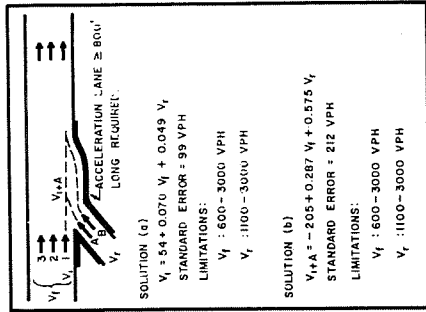 3
2
1
Vf
V1
V1+A
A
B
Vr
ACCELERATION LANE ≥ 800'
LONG REQUIRED.
SOLUTION (a)
V1 = 54 + 0.070 Vf + 0.049 Vr
STANDARD ERROR = 99 VPH
LIMITATIONS:
Vf : 600-3000 VPH
Vr : 1100-3000 VPH
SOLUTION (b)
V1+A = -205 + 0.287 Vf + 0.575 Vr
STANDARD ERROR = 212 VPH
LIMITATIONS:
Vf : 600-3000 VPH
Vr : 1100-3000 VPH